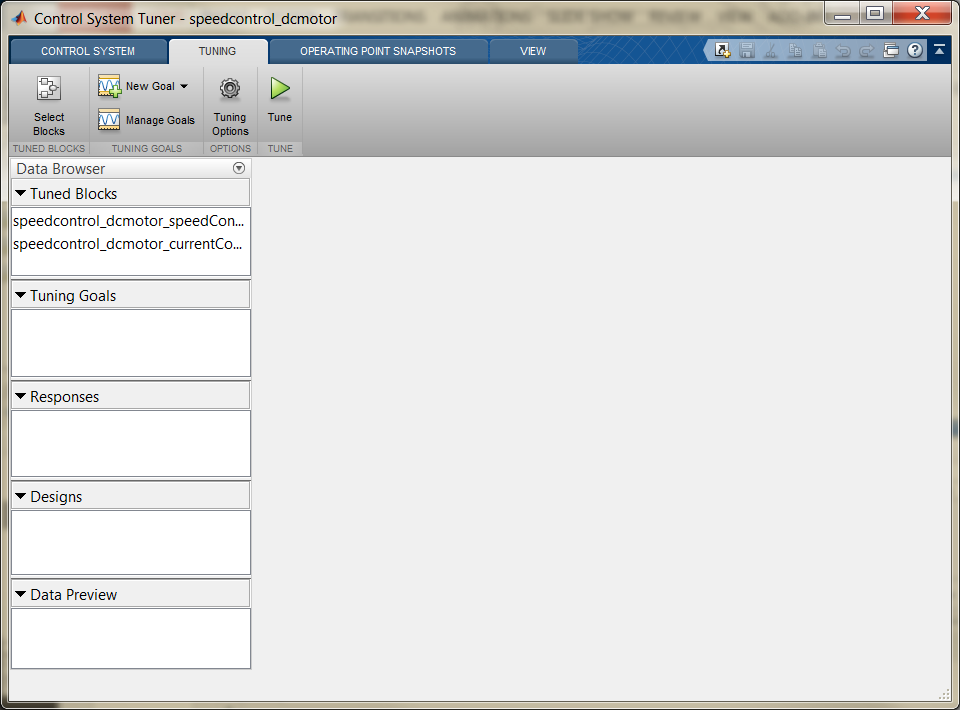 Control System Tuner - speedcontrol_dcmotor
CONTROL SYSTEM
TUNING
OPERATING POINT SNAPSHOTS
VIEW
Select
Blocks
New Goal
Manage Goals
Tuning
Options
Tune
TUNED BLOCKS
TUNING GOALS
OPTIONS
TUNE
Data Browser
Tuned Blocks
speedcontrol_dcmotor_speedCon...
speedcontrol_dcmotor_currentCo...
Tuning Goals
Responses
Designs
Data Preview